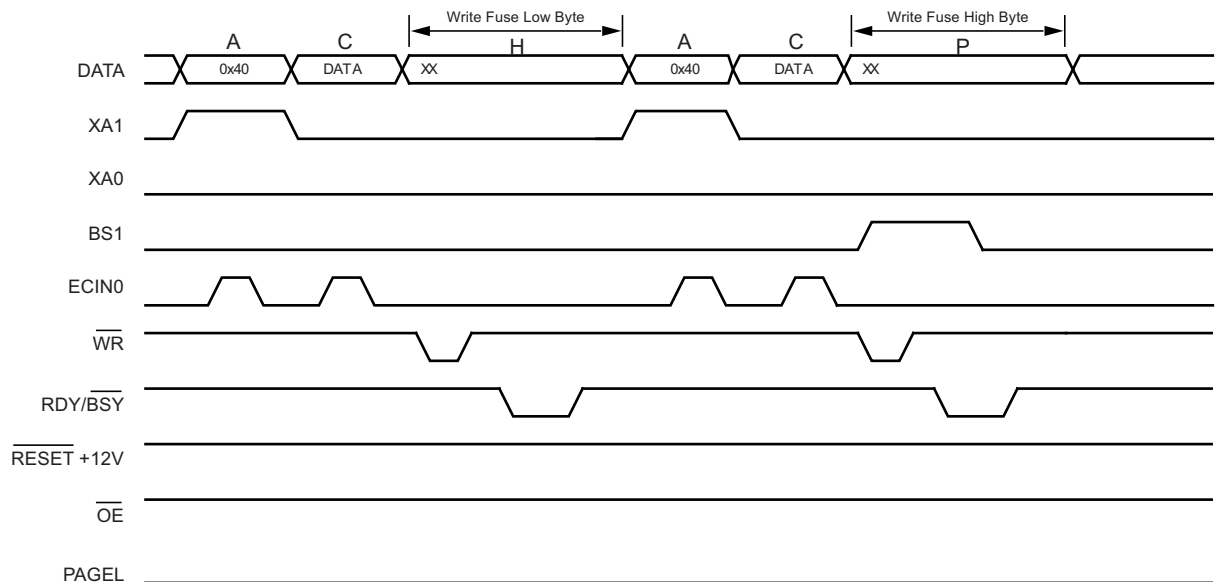 Write Fuse Low Byte Write Fuse High Byte
A C H A C P
DATA 0x40 DATA XX 0x40 DATA XX
XA1
XA0
BS1
ECIN0
WR
RDY/BSY
RESET +12V
OE
PAGEL